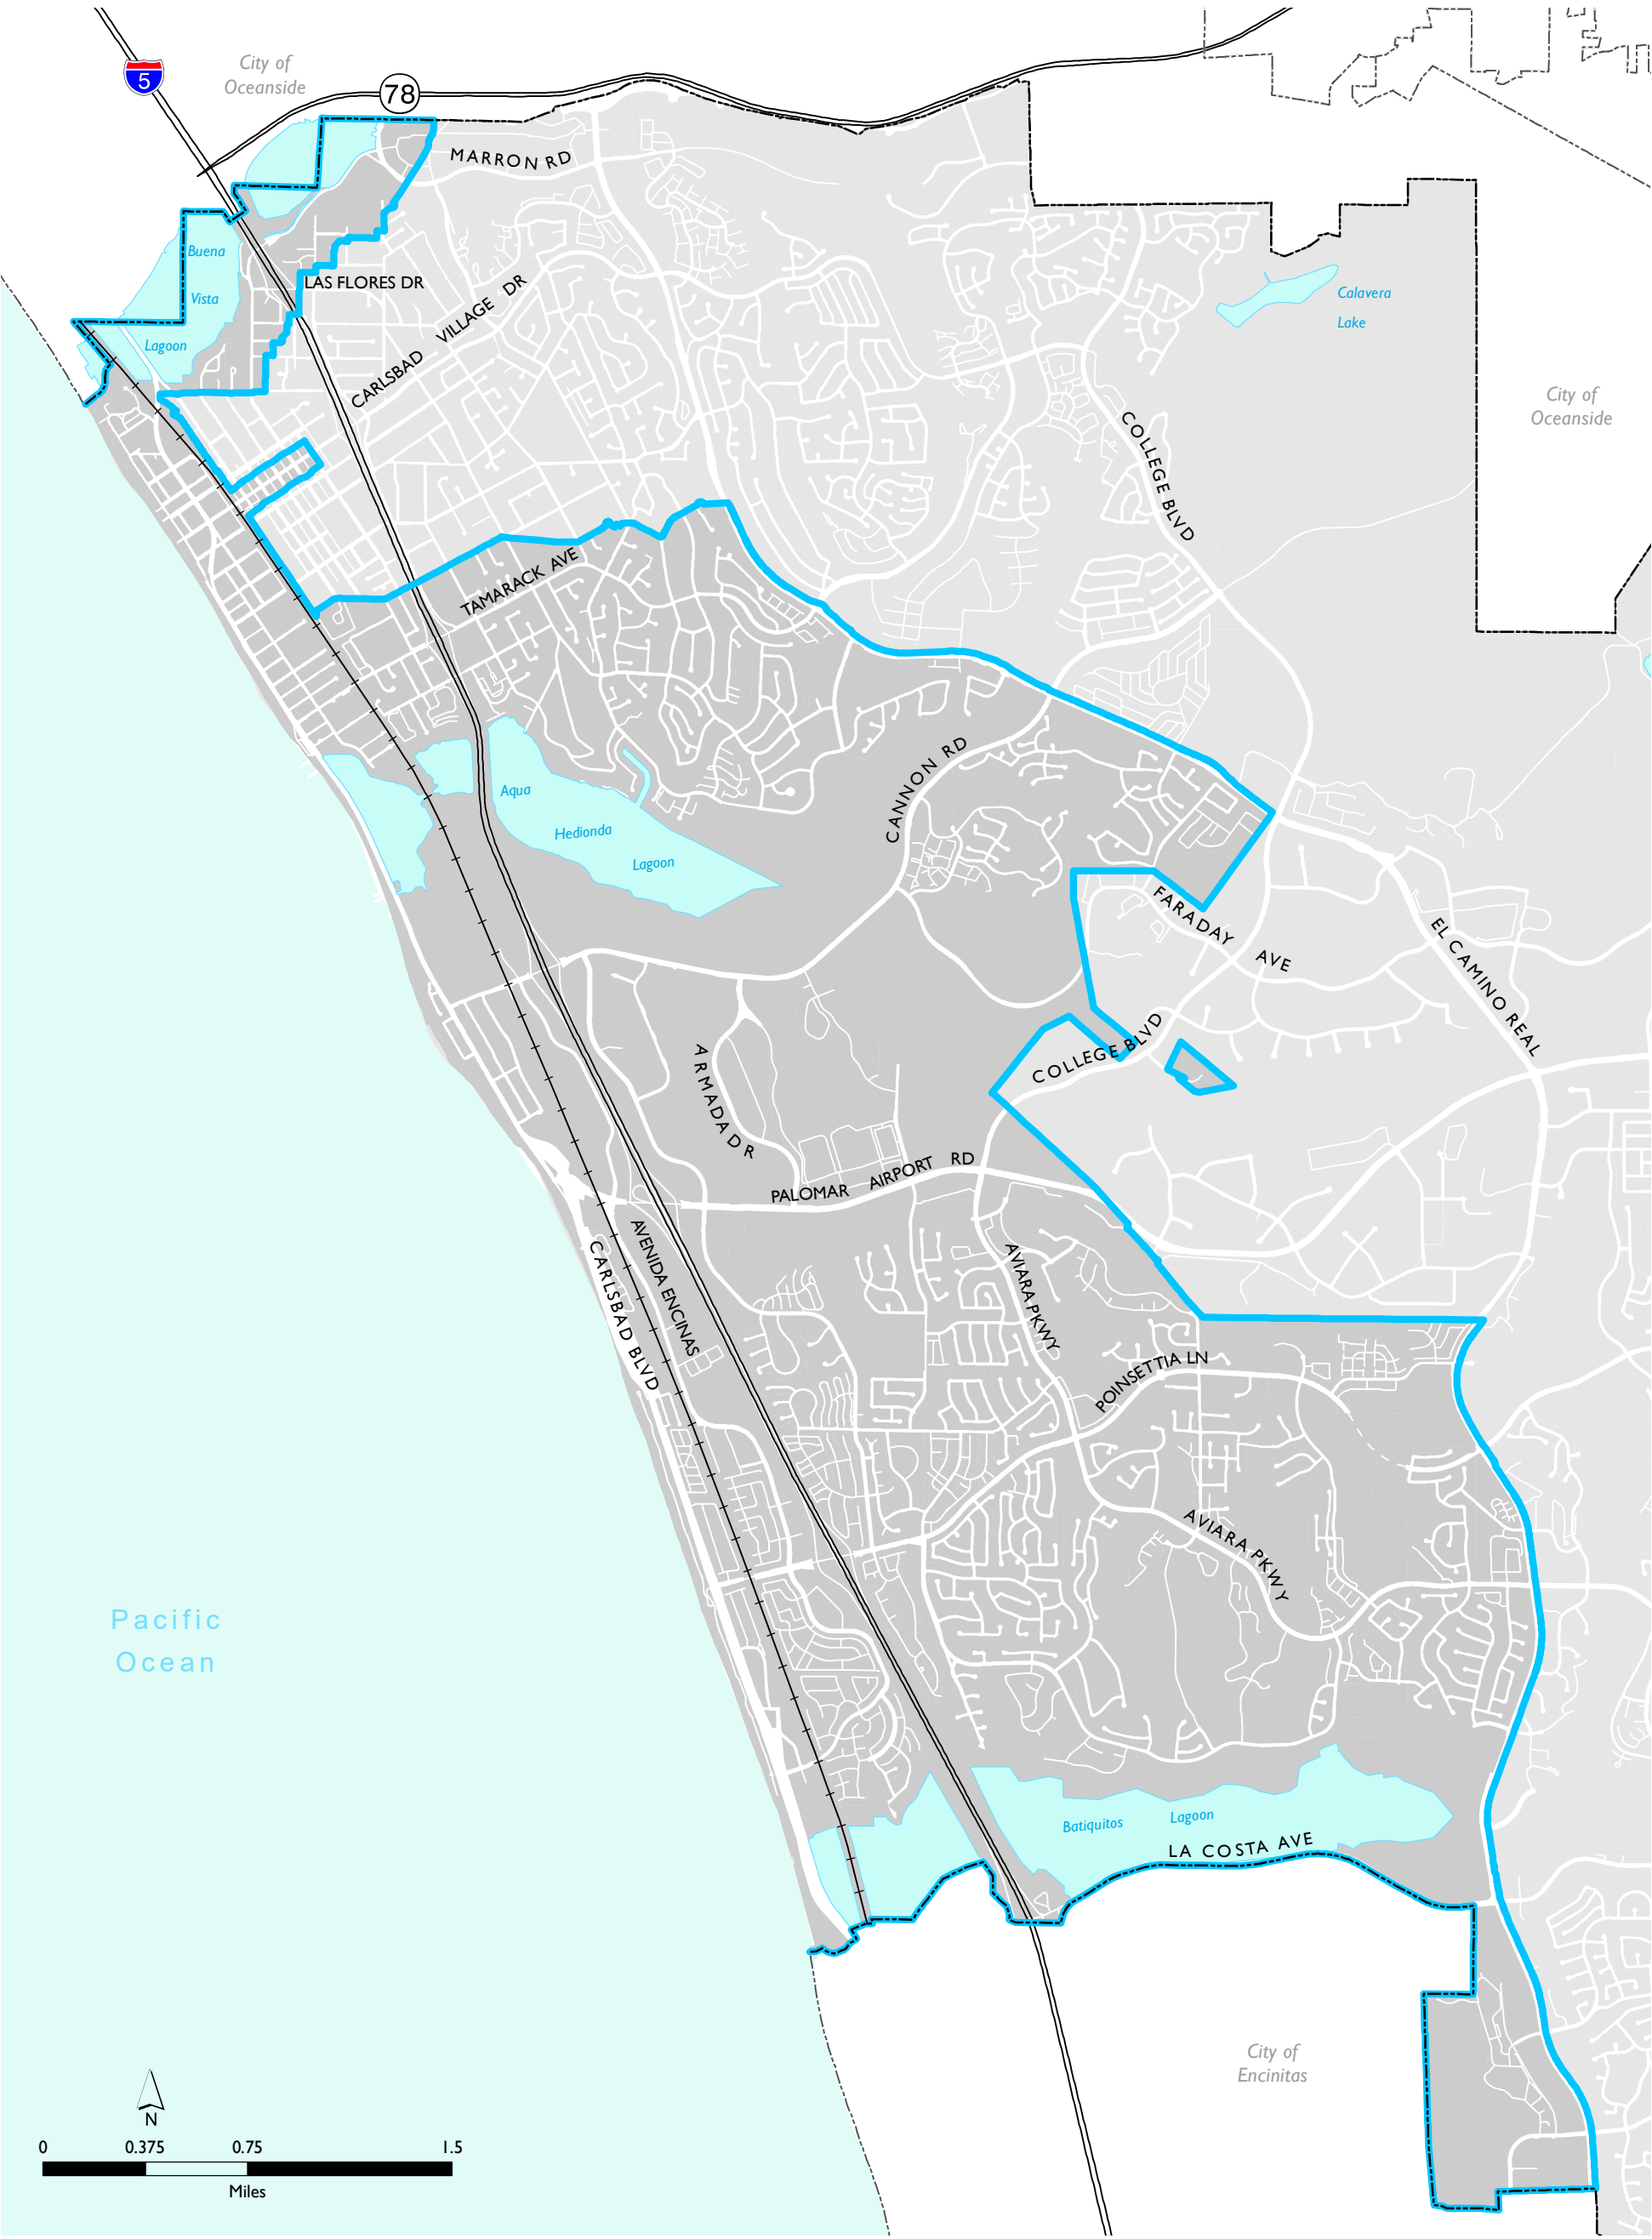 City of
Oceanside
5
78
MARRON RD
Buena
Vista
Lagoon
LAS FLORES DR
CARLSBAD VILLAGE DR
Calavera
Lake
City of
Oceanside
COLLEGE BLVD
TAMARACK AVE
CANNON RD
Aqua
Hedionda
Lagoon
FARADAY AVE
EL CAMINO REAL
COLLEGE BLVD
ARMADA DR
PALOMAR AIRPORT RD
AVENIDA ENCINAS
CARLSBAD BLVD
AVIARA PKWY
POINSETTIA LN
AVIARA PKWY
Pacific
Ocean
Batiquitos Lagoon
LA COSTA AVE
City of
Encinitas
N
0 0.375 0.75 1.5
Miles